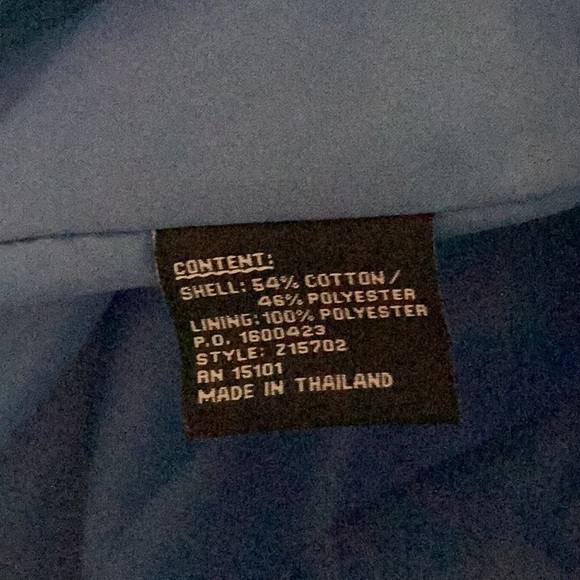 CONTENT:
SHELL: 54% COTTON /
46% POLYESTER
LINING: 100% POLYESTER
P.O. 1600423
STYLE: Z15702
RN 15101
MADE IN THAILAND